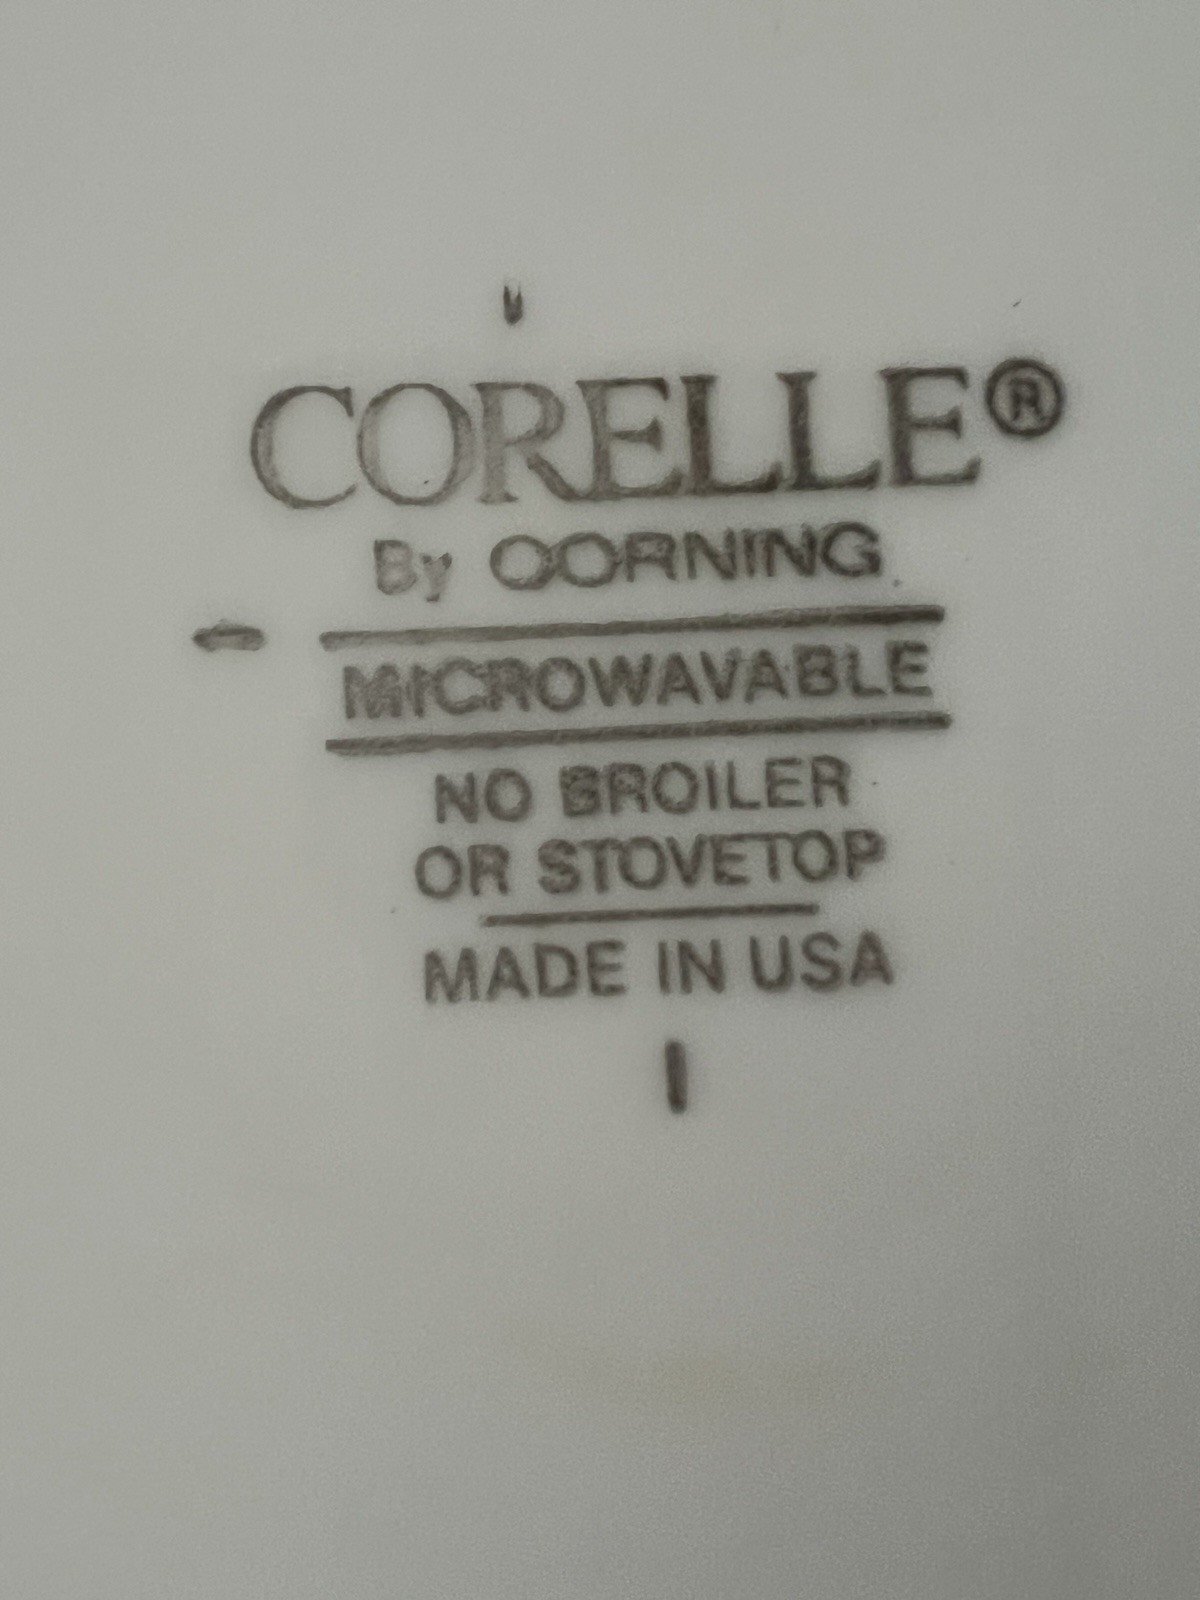 CORELLE®
By CORNING
MICROWAVABLE
NO BROILER
OR STOVETOP
MADE IN USA